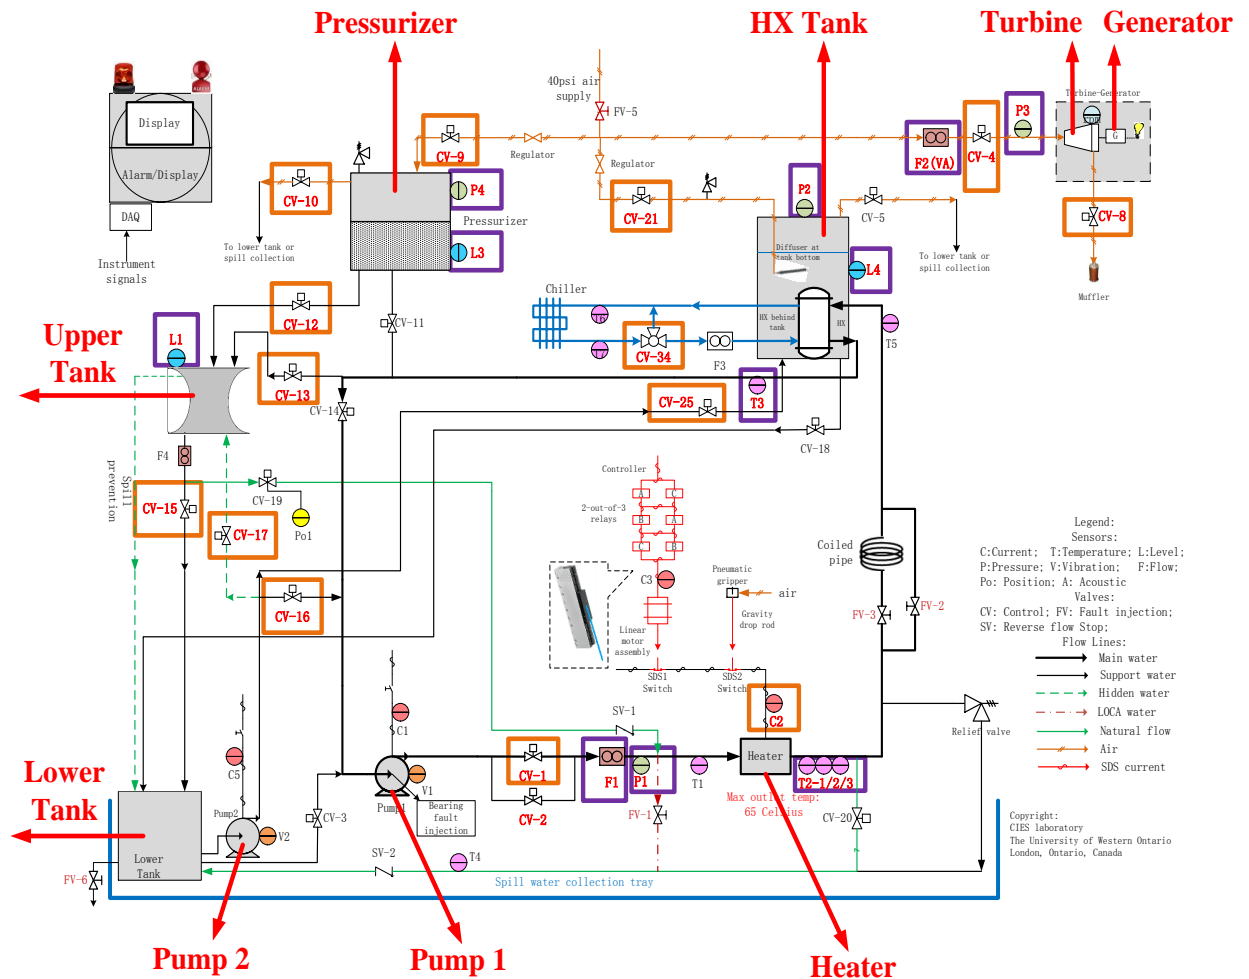 Pressurizer
HX Tank
Turbine
Generator
40psi air
supply
FV-5
Turbine-Generator
P3
Display
Alarm/Display
DAQ
Instrument
signals
CV-9
Regulator
Regulator
F2(VA)
CV-4
G
CV-10
P4
Pressurizer
L3
To lower tank or
spill collection
CV-21
P2
CV-5
CV-8
Muffler
Diffuser at
tank bottom
L4
To lower tank or
spill collection
CV-12
CV-11
Chiller
T6
T7
CV-34
F3
HX behind
tank
HX
T5
Upper
Tank
L1
CV-13
CV-14
CV-25
T3
CV-18
F4
Spill
prevention
CV-15
CV-19
Po1
CV-17
CV-16
Controller
A
C
2-out-of-3
relays
B
A
C
B
C3
Linear
motor
assembly
SDS1
Switch
Pneumatic
gripper
air
Gravity
drop rod
SDS2
Switch
Coiled
pipe
FV-3
FV-2
Legend:
Sensors:
C:Current; T:Temperature; L:Level;
P:Pressure; V:Vibration; F:Flow;
Po: Position; A: Acoustic
Valves:
CV: Control; FV: Fault injection;
SV: Reverse flow Stop;
Flow Lines:
Main water
Support water
Hidden water
LOCA water
Natural flow
Air
SDS current
C1
C5
SV-1
C2
Relief valve
Lower
Tank
Pump2
V2
CV-3
Pump1
V1
Bearing
fault
injection
CV-1
CV-2
F1
P1
T1
FV-1
Heater
T2-1/2/3
Max outlet temp:
65 Celsius
CV-20
Lower
Tank
FV-6
SV-2
T4
Spill water collection tray
Copyright:
CIES laboratory
The University of Western Ontario
London, Ontario, Canada
Pump 2
Pump 1
Heater